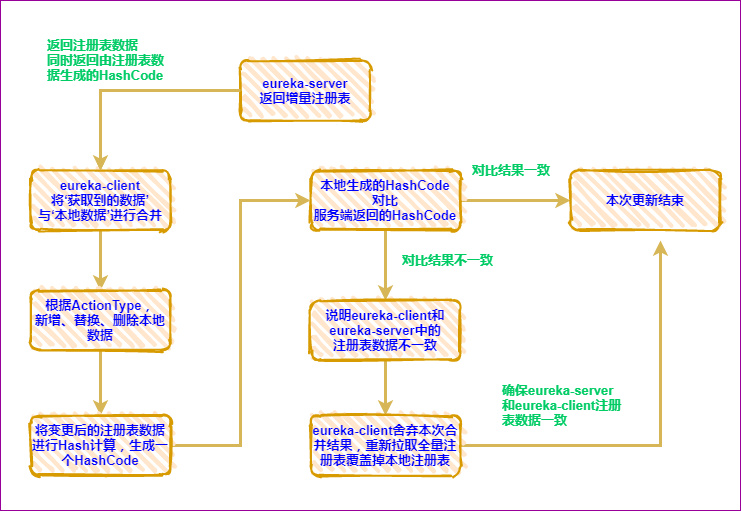 返回注册表数据
同时返回由注册表数
据生成的HashCode
eureka-server
返回增量注册表
eureka-client
将‘获取到的数据’
与‘本地数据’进行合并
本地生成的HashCode
对比
服务端返回的HashCode
对比结果一致
本次更新结束
对比结果不一致
根据ActionType，
新增、替换、删除本地
数据
说明eureka-client和
eureka-server中的
注册表数据不一致
将变更后的注册表数据
进行Hash计算，生成一
个HashCode
eureka-client舍弃本次合
并结果，重新拉取全量注
册表覆盖掉本地注册表
确保eureka-server
和eureka-client注册
表数据一致